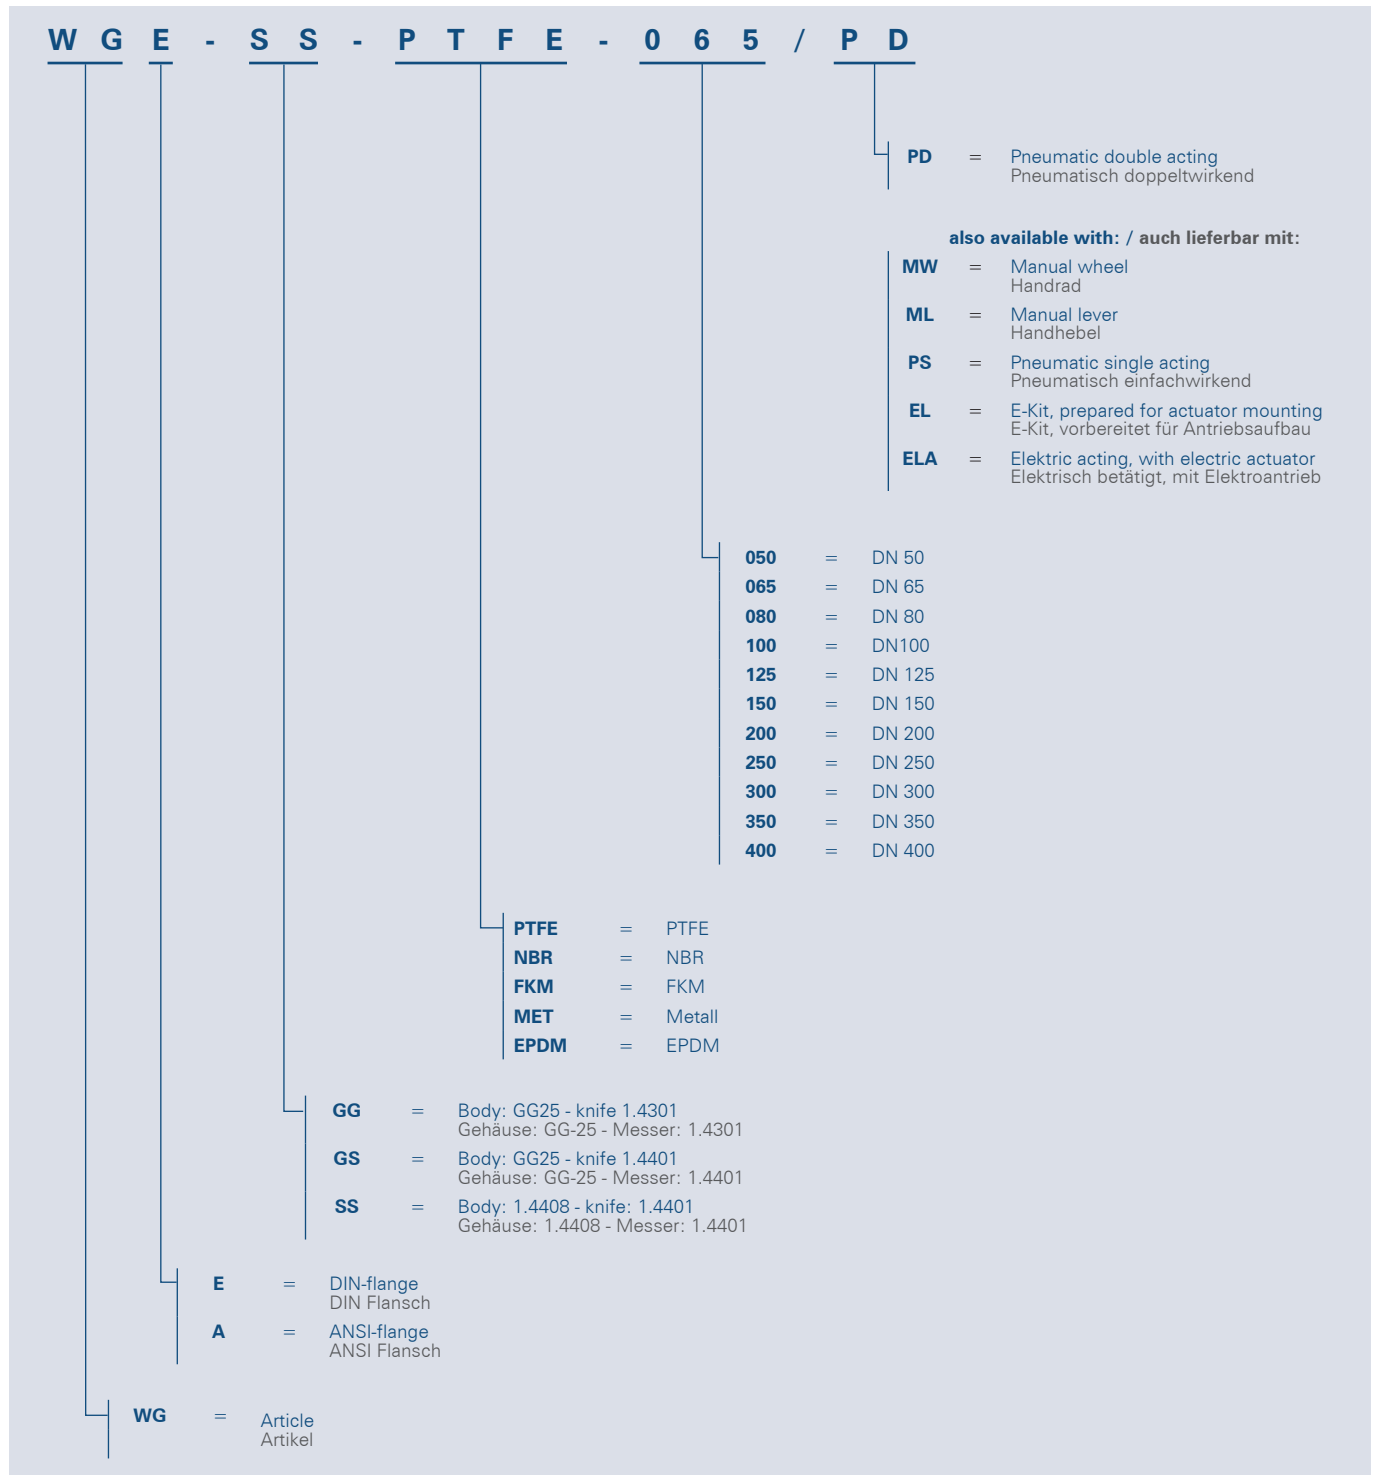 WGE-SS-PTFE-065/PD
PD = Pneumatic double acting
Pneumatisch doppeltwirkend
also available with: / auch lieferbar mit:
MW = Manual wheel
Handrad
ML = Manual lever
Handhebel
PS = Pneumatic single acting
Pneumatisch einfachwirkend
EL = E-Kit, prepared for actuator mounting
E-Kit, vorbereitet für Antriebsaufbau
ELA = Elektric acting, with electric actuator
Elektrisch betätigt, mit Elektroantrieb
050 = DN 50
065 = DN 65
080 = DN 80
100 = DN100
125 = DN 125
150 = DN 150
200 = DN 200
250 = DN 250
300 = DN 300
350 = DN 350
400 = DN 400
PTFE = PTFE
NBR = NBR
FKM = FKM
MET = Metall
EPDM = EPDM
GG = Body: GG25 - knife 1.4301
Gehäuse: GG-25 - Messer: 1.4301
GS = Body: GG25 - knife 1.4401
Gehäuse: GG-25 - Messer: 1.4401
SS = Body: 1.4408 - knife: 1.4401
Gehäuse: 1.4408 - Messer: 1.4401
E = DIN-flange
DIN Flansch
A = ANSI-flange
ANSI Flansch
WG = Article
Artikel